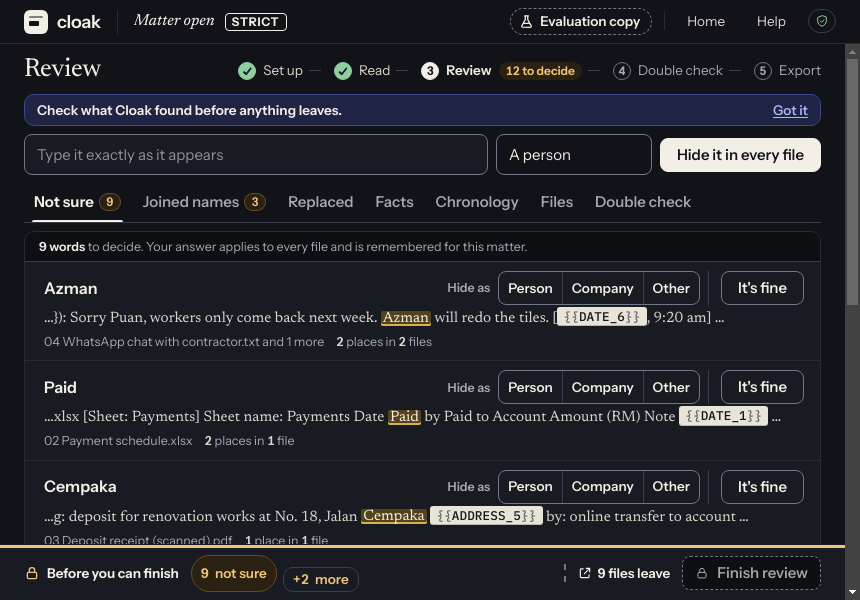 cloak Matter open STRICT Evaluation copy Home Help
Review Set up Read 3 Review 12 to decide 4 Double check 5 Export
Check what Cloak found before anything leaves. Got it
Type it exactly as it appears A person Hide it in every file
Not sure 9 Joined names 3 Replaced Facts Chronology Files Double check
9 words to decide. Your answer applies to every file and is remembered for this matter.
Azman Hide as Person Company Other It's fine
...}): Sorry Puan, workers only come back next week. Azman will redo the tiles. [{{DATE_6}}, 9:20 am] ...
04 WhatsApp chat with contractor.txt and 1 more 2 places in 2 files
Paid Hide as Person Company Other It's fine
...xlsx [Sheet: Payments] Sheet name: Payments Date Paid by Paid to Account Amount (RM) Note {{DATE_1}} ...
02 Payment schedule.xlsx 2 places in 1 file
Cempaka Hide as Person Company Other It's fine
...g: deposit for renovation works at No. 18, Jalan Cempaka {{ADDRESS_5}} by: online transfer to account ...
03 Deposit receipt (scanned).pdf 1 place in 1 file
Before you can finish 9 not sure +2 more 9 files leave Finish review